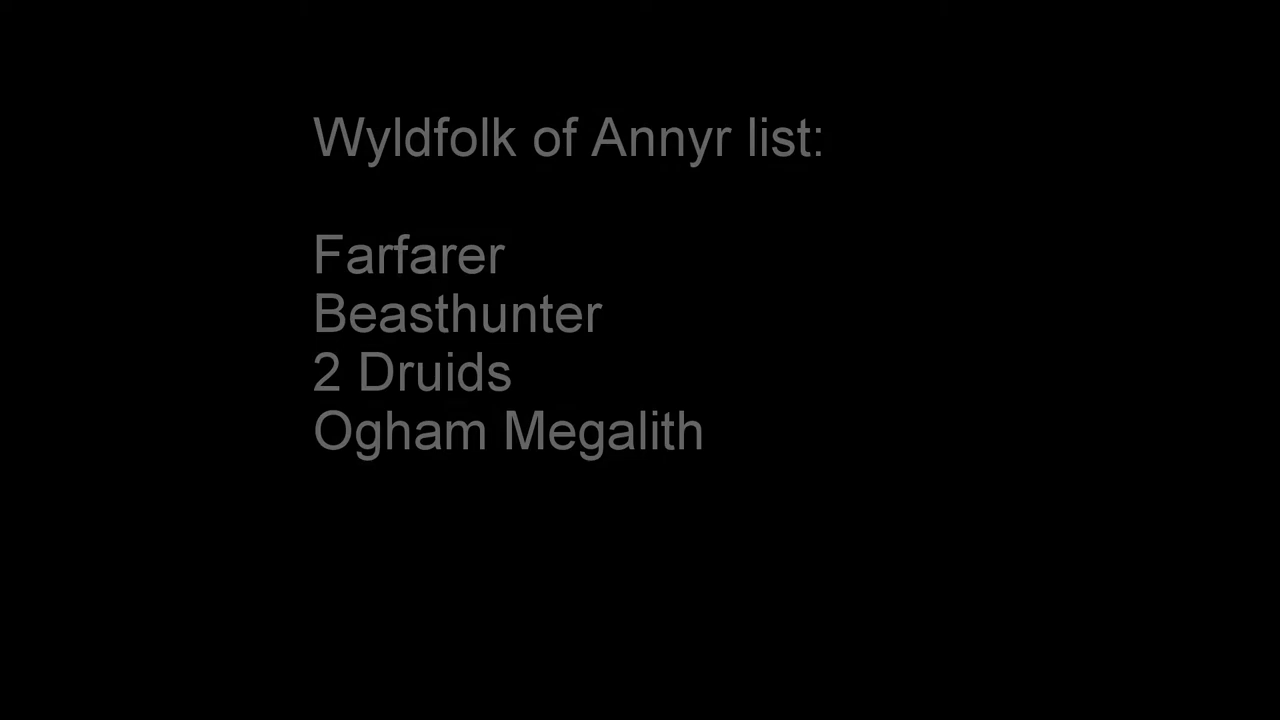 Wyldfolk of Annyr list:
Farfarer
Beasthunter
2 Druids
Ogham Megalith